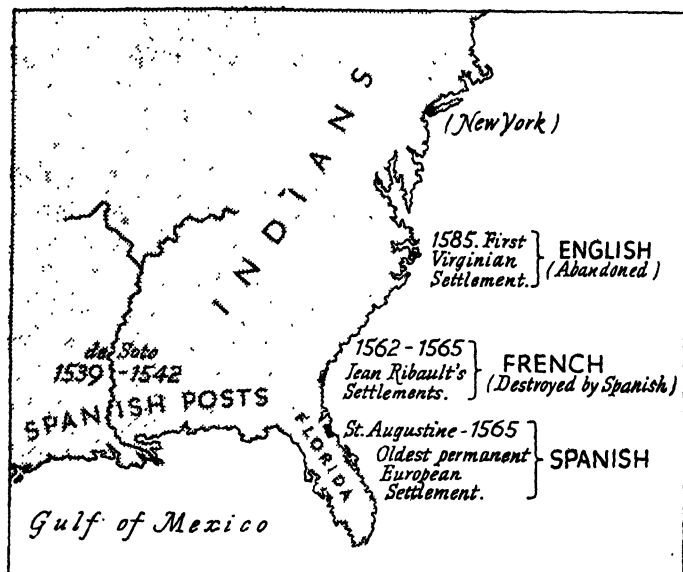 INDIANS
(New York)
1585. First
Virginian
Settlement.
ENGLISH
(Abandoned)
de Soto
1539-1542
1562-1565
Jean Ribault's
Settlements.
FRENCH
(Destroyed by Spanish)
SPANISH POSTS
FLORIDA
St. Augustine-1565
Oldest permanent
European
Settlement.
SPANISH
Gulf of Mexico